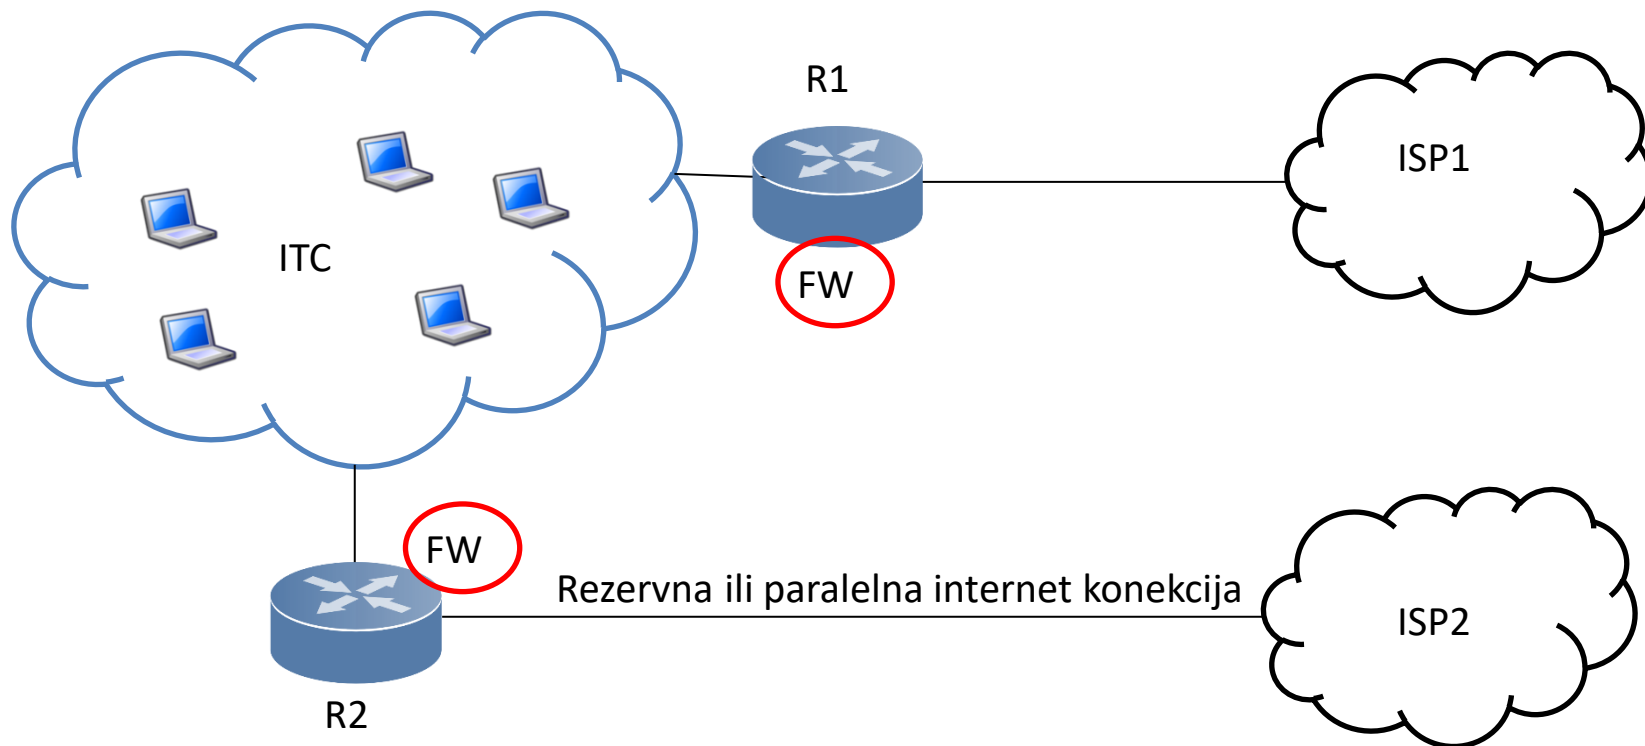 R1
ISP1
ITC
FW
FW
Rezervna ili paralelna internet konekcija
ISP2
R2